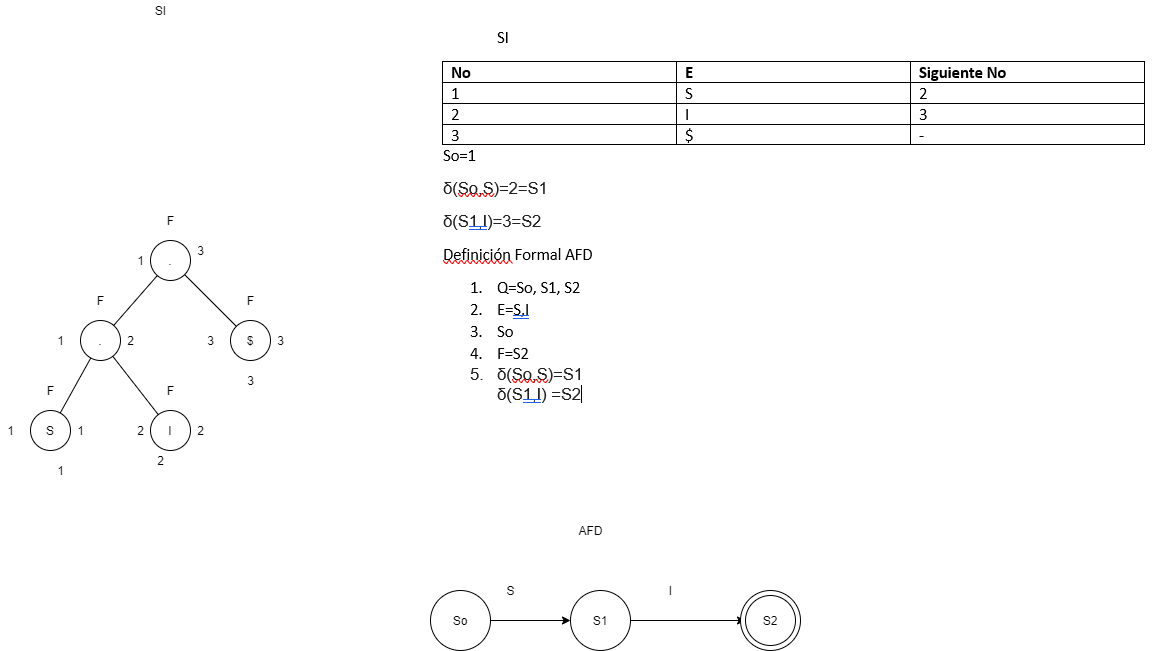 SI
SI
No E Siguiente No
1 S 2
2 I 3
3 $ -
So=1
δ(So,S)=2=S1
δ(S1,I)=3=S2
Definición Formal AFD
1. Q=So, S1, S2
2. E=S,I
3. So
4. F=S2
5. δ(So,S)=S1
δ(S1,I) =S2
F
1 . 3
F F
1 . 2 3 $ 3
3
F F
1 S 1 2 I 2
1 2
AFD
S I
So S1 S2